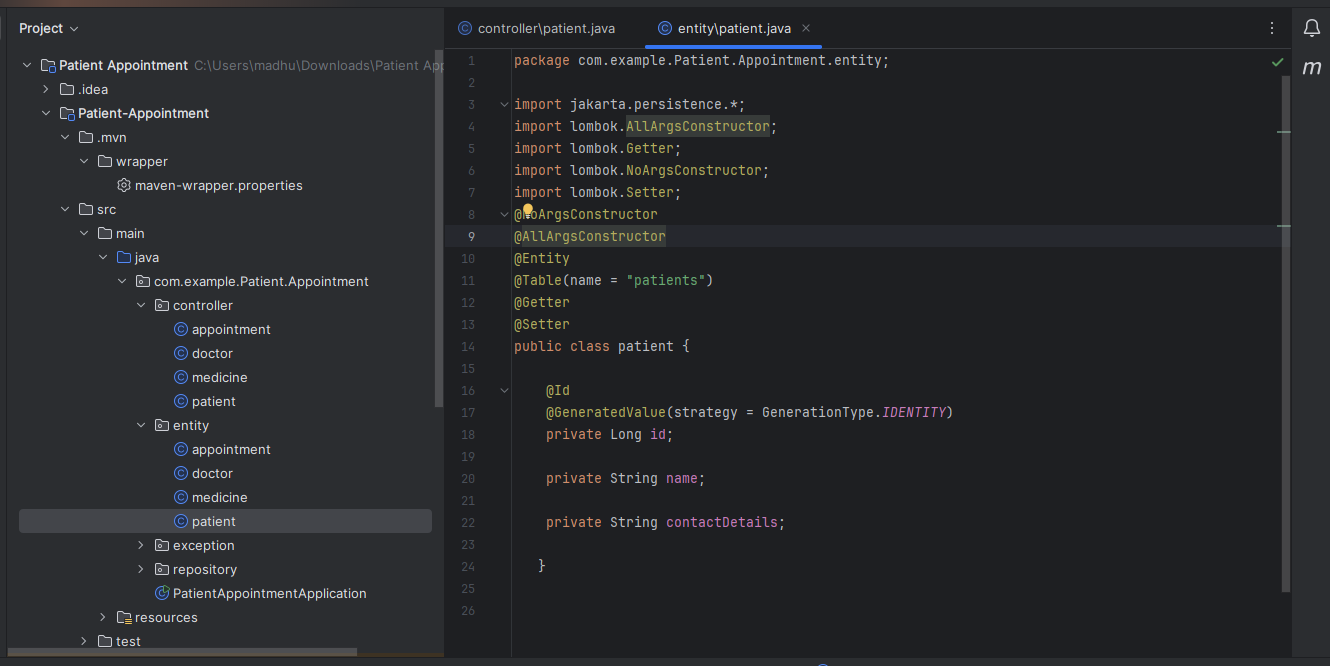 Project
Patient Appointment C:\Users\madhu\Downloads\Patient App
.idea
Patient-Appointment
.mvn
wrapper
maven-wrapper.properties
src
main
java
com.example.Patient.Appointment
controller
appointment
doctor
medicine
patient
entity
appointment
doctor
medicine
patient
exception
repository
PatientAppointmentApplication
resources
test
controller\patient.java entity\patient.java
1 package com.example.Patient.Appointment.entity;
2
3 import jakarta.persistence.*;
4 import lombok.AllArgsConstructor;
5 import lombok.Getter;
6 import lombok.NoArgsConstructor;
7 import lombok.Setter;
8 @NoArgsConstructor
9 @AllArgsConstructor
10 @Entity
11 @Table(name = "patients")
12 @Getter
13 @Setter
14 public class patient {
15
16 @Id
17 @GeneratedValue(strategy = GenerationType.IDENTITY)
18 private Long id;
19
20 private String name;
21
22 private String contactDetails;
23
24 }
25
26
m